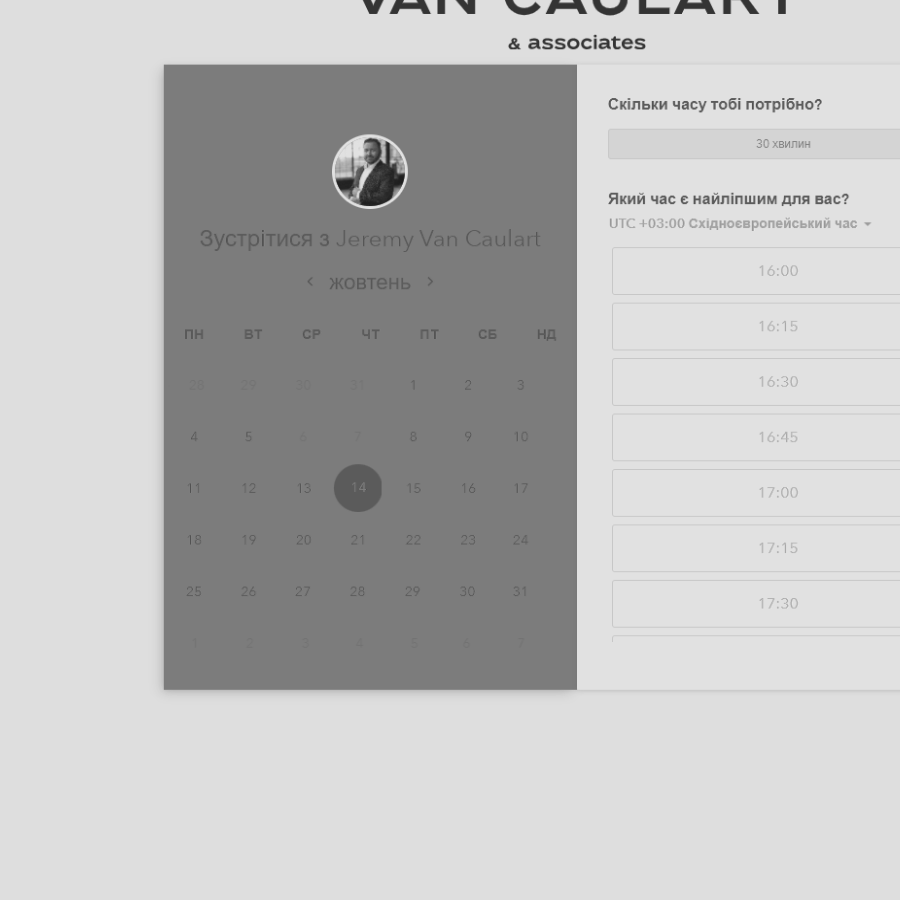 VAN CAULART
& associates
Зустрітися з Jeremy Van Caulart
жовтень
ПН ВТ СР ЧТ ПТ СБ НД
28 29 30 31 1 2 3
4 5 6 7 8 9 10
11 12 13 14 15 16 17
18 19 20 21 22 23 24
25 26 27 28 29 30 31
1 2 3 4 5 6 7
Скільки часу тобі потрібно?
30 хвилин
Який час є найліпшим для вас?
UTC +03:00 Східноєвропейський час
16:00
16:15
16:30
16:45
17:00
17:15
17:30